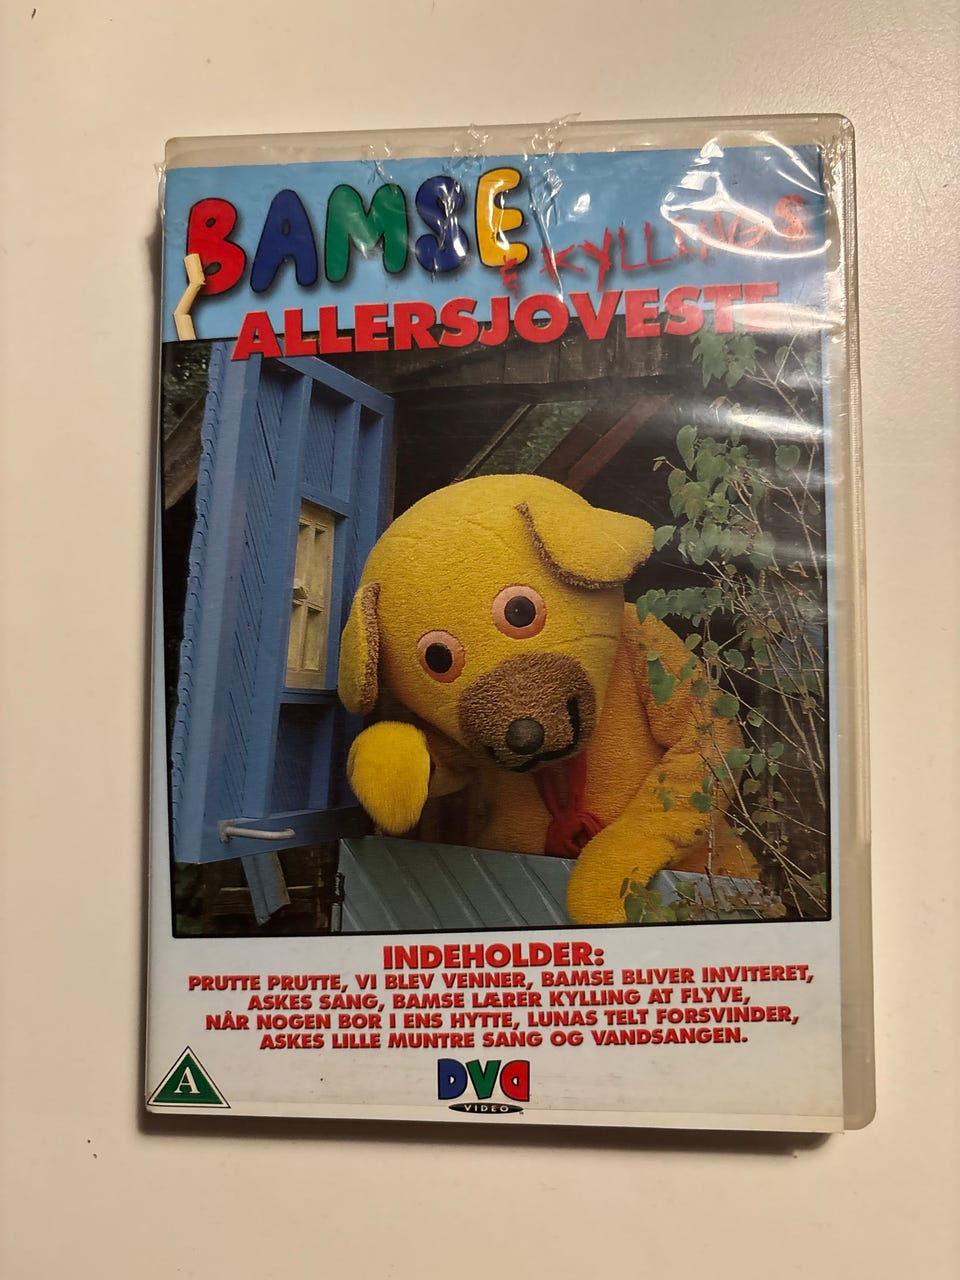 BAMSE
& KYLLINGS
ALLERSJOVESTE
INDEHOLDER:
PRUTTE PRUTTE, VI BLEV VENNER, BAMSE BLIVER INVITERET,
ASKES SANG, BAMSE LÆRER KYLLING AT FLYVE,
NÅR NOGEN BOR I ENS HYTTE, LUNAS TELT FORSVINDER,
ASKES LILLE MUNTRE SANG OG VANDSANGEN.
A
DVD
VIDEO